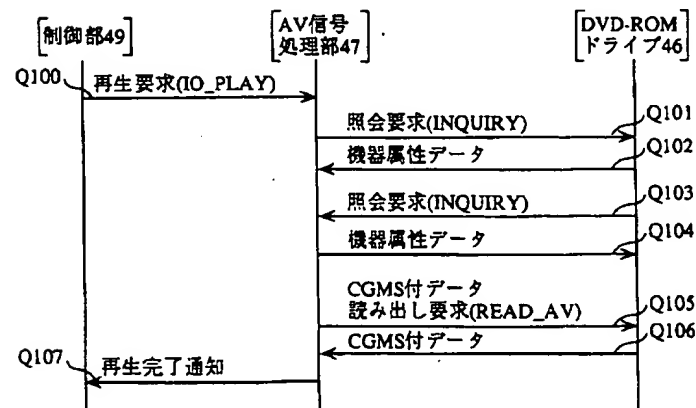 制御部49
AV信号
処理部47
DVD-ROM
ドライブ46
Q100
再生要求(IO_PLAY)
照会要求(INQUIRY)
Q101
機器属性データ
Q102
照会要求(INQUIRY)
Q103
機器属性データ
Q104
CGMS付データ
読み出し要求(READ_AV)
Q105
CGMS付データ
Q106
Q107
再生完了通知